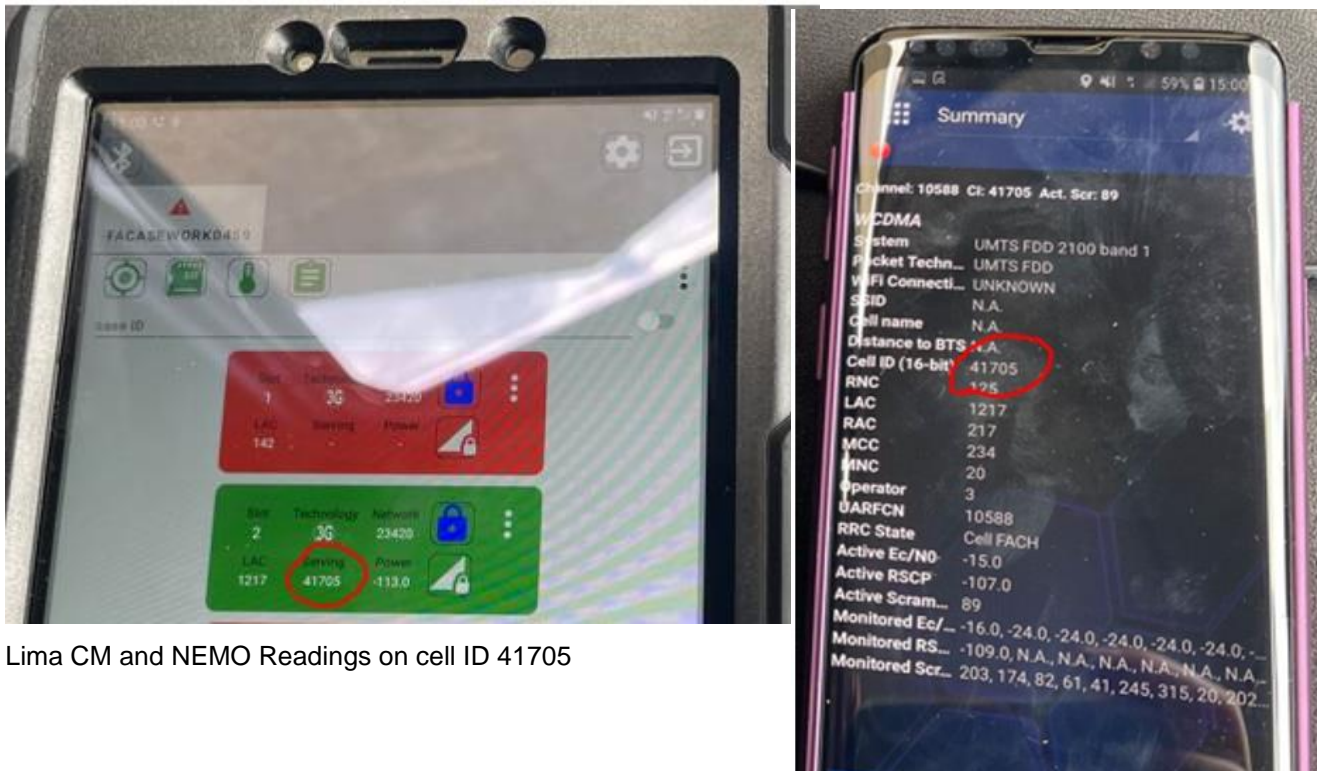 FACASEWORK0459
case ID
Slot Technology
1 3G 23420
LAC Serving Power
142 - -
Slot Technology Network
2 3G 23420
LAC Serving Power
1217 41705 -113.0
Lima CM and NEMO Readings on cell ID 41705
59% 15:00
Summary
Channel: 10588 CI: 41705 Act. Scr: 89
WCDMA
System UMTS FDD 2100 band 1
Packet Techn... UMTS FDD
WiFi Connecti... UNKNOWN
SSID N.A.
Cell name N.A.
Distance to BTS N.A.
Cell ID (16-bit) 41705
RNC 125
LAC 1217
RAC 217
MCC 234
MNC 20
Operator 3
UARFCN 10588
RRC State Cell FACH
Active Ec/N0 -15.0
Active RSCP -107.0
Active Scram... 89
Monitored Ec/... -16.0, -24.0, -24.0, -24.0, -24.0, -24.0, -...
Monitored RS... -109.0, N.A., N.A., N.A., N.A., N.A., N.A...
Monitored Scr... 203, 174, 82, 61, 41, 245, 315, 20, 202...